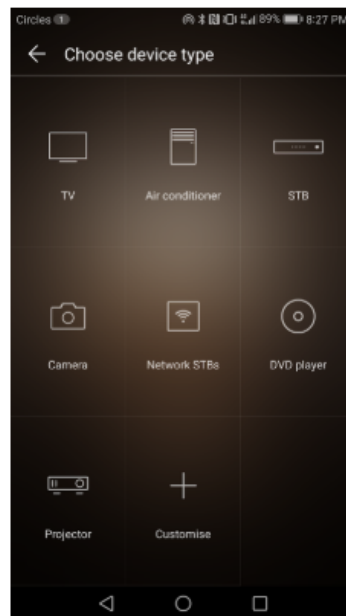 Circles 1 89% 8:27 PM
Choose device type
TV Air conditioner STB
Camera Network STBs DVD player
Projector Customise